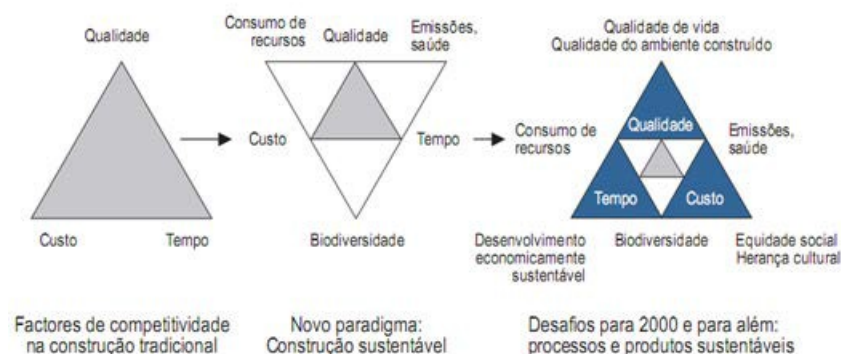 Qualidade
Custo
Tempo
Factores de competitividade
na construção tradicional
Consumo de
recursos
Qualidade
Emissões,
saúde
Custo
Tempo
Biodiversidade
Novo paradigma:
Construção sustentável
Qualidade de vida
Qualidade do ambiente construído
Consumo de
recursos
Qualidade
Emissões,
saúde
Tempo
Custo
Desenvolvimento
economicamente
sustentável
Biodiversidade
Equidade social
Herança cultural
Desafios para 2000 e para além:
processos e produtos sustentáveis